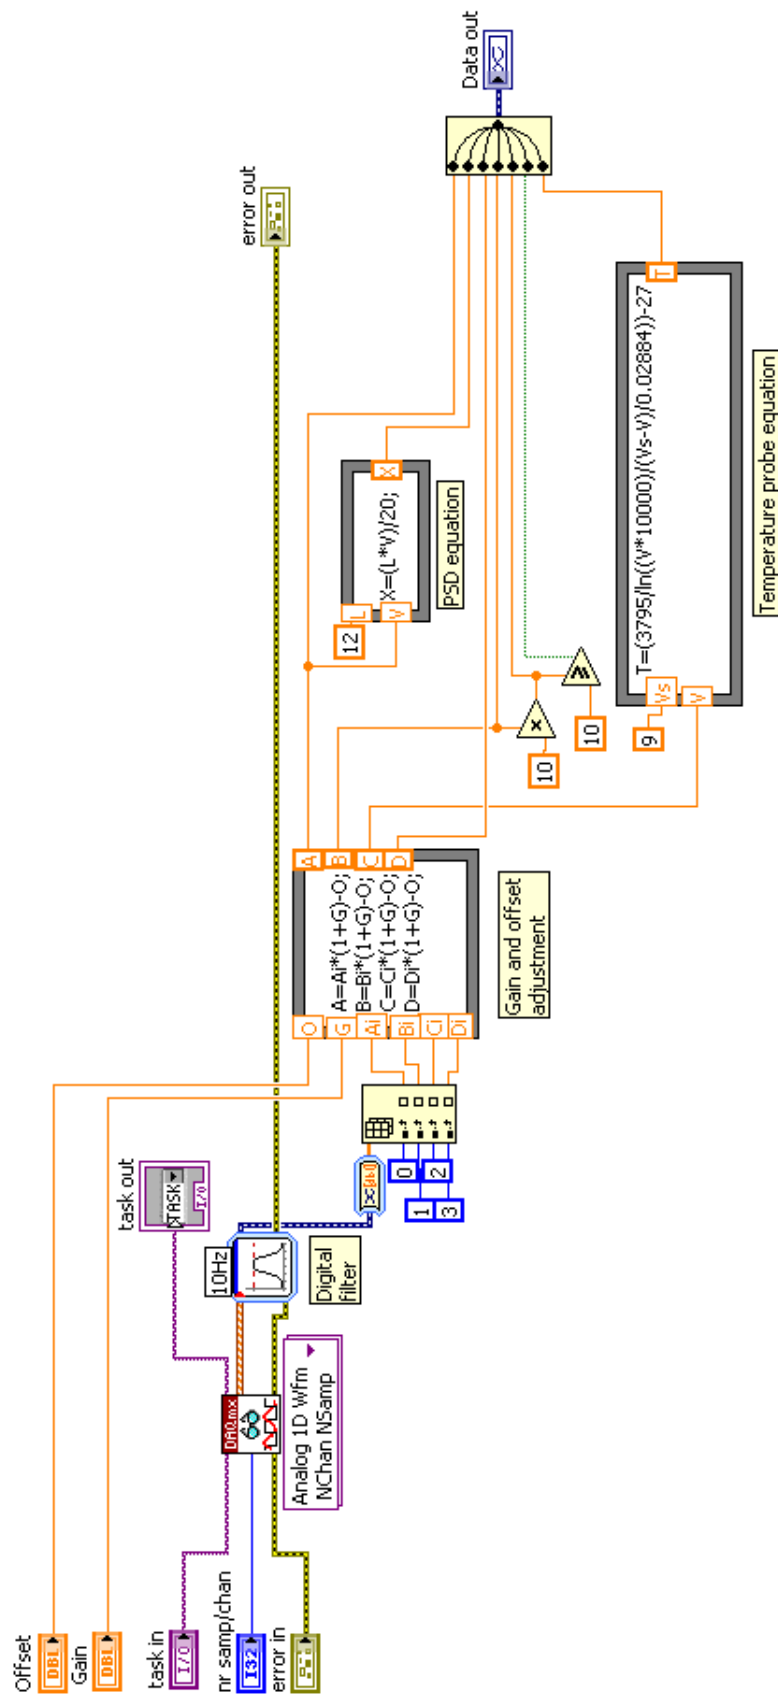 Offset
DBL
Gain
DBL
task in
I/O
nr samp/chan
I32
error in
DAQmx
Analog 1D Wfm
NChan NSamp
task out
TASK
I/O
10Hz
Digital
filter
0
1
2
3
O
G
Ai
Bi
Ci
Di
A=Ai*(1+G)-O;
B=Bi*(1+G)-O;
C=Ci*(1+G)-O;
D=Di*(1+G)-O;
A
B
C
D
Gain and offset
adjustment
12
L
V
X=(L*V)/20;
X
PSD equation
10
x
10
9
Vs
V
T=(3795/ln((V*10000)/(Vs-V)/0.02884))-27
T
Temperature probe equation
error out
Data out